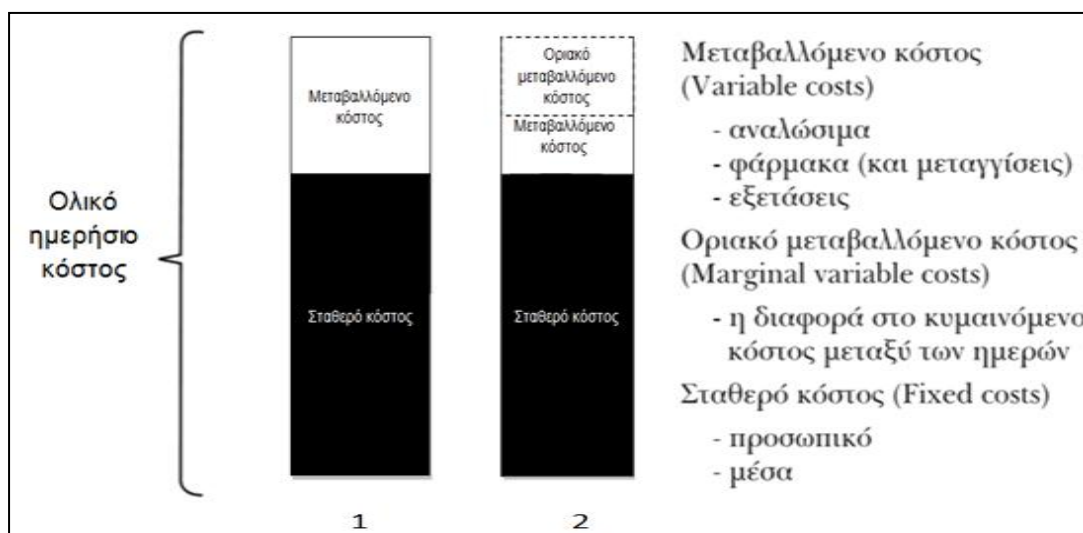 Ολικό
ημερήσιο
κόστος
Μεταβαλλόμενο
κόστος
Σταθερό κόστος
1
Οριακό
μεταβαλλόμενο
κόστος
Μεταβαλλόμενο
κόστος
Σταθερό κόστος
2
Μεταβαλλόμενο κόστος
(Variable costs)
- αναλώσιμα
- φάρμακα (και μεταγγίσεις)
- εξετάσεις
Οριακό μεταβαλλόμενο κόστος
(Marginal variable costs)
- η διαφορά στο κυμαινόμενο
κόστος μεταξύ των ημερών
Σταθερό κόστος (Fixed costs)
- προσωπικό
- μέσα